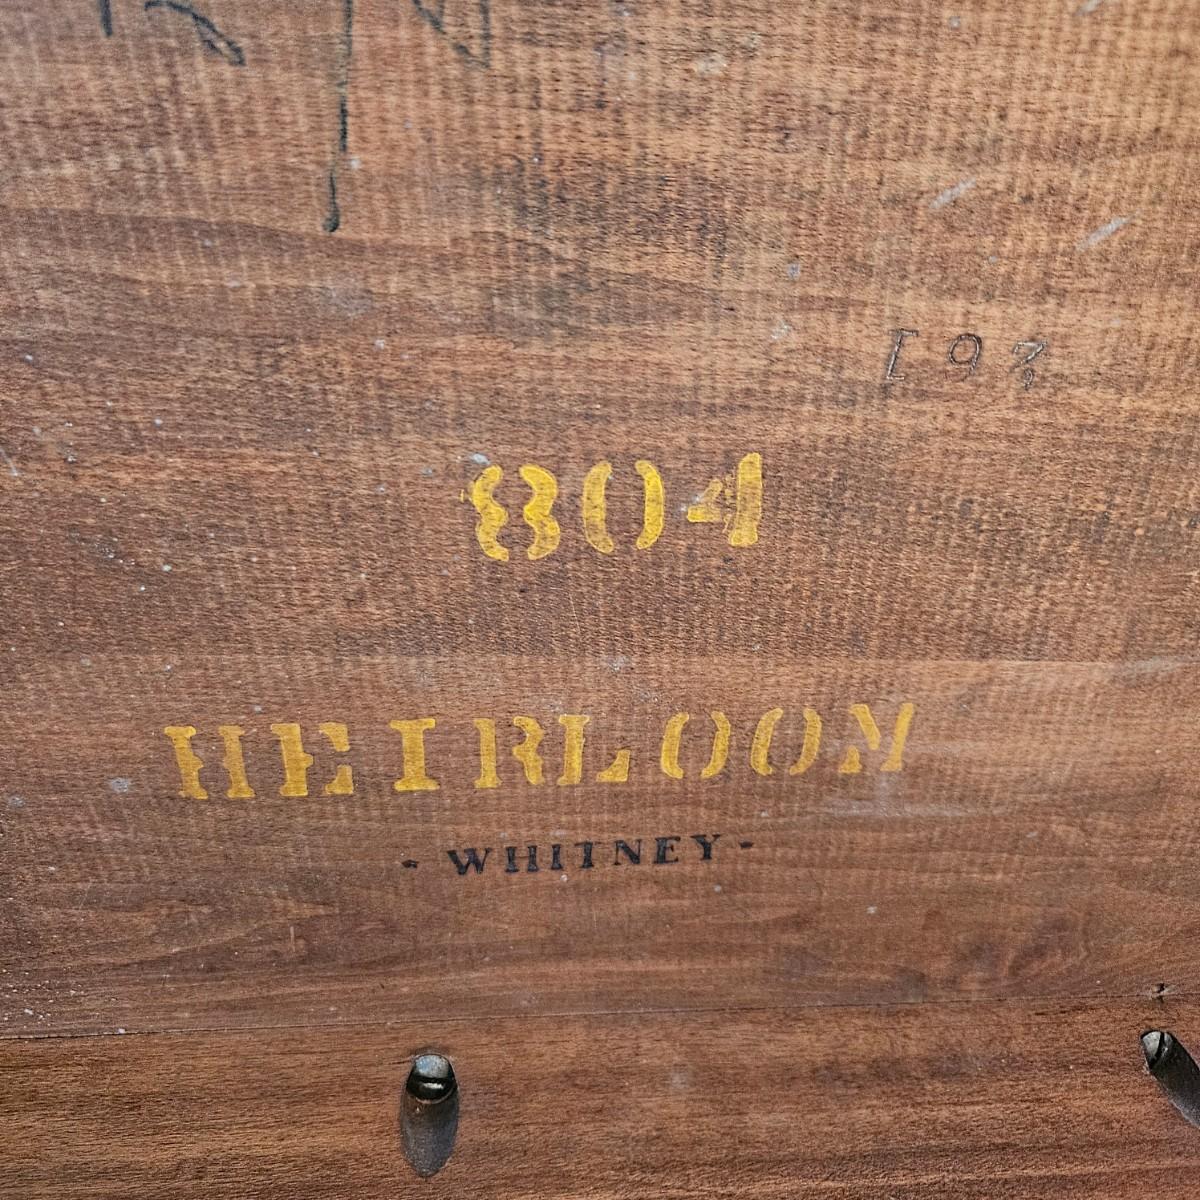 804
HEIRLOOM
- WHITNEY -